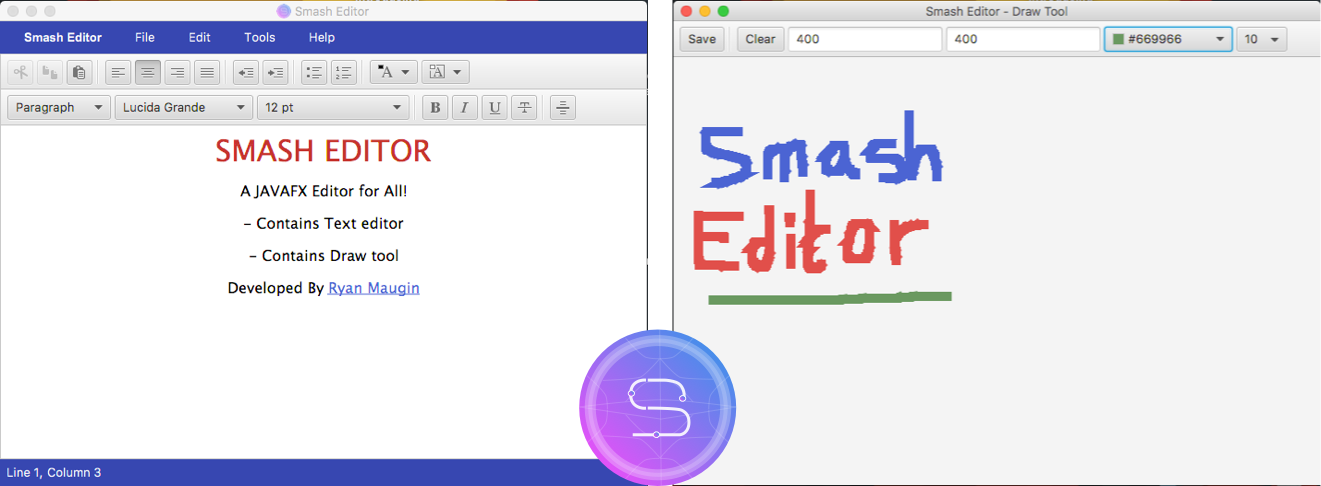 Smash Editor
Smash Editor File Edit Tools Help
Paragraph Lucida Grande 12 pt B I U T
SMASH EDITOR
A JAVAFX Editor for All!
– Contains Text editor
– Contains Draw tool
Developed By Ryan Maugin
Line 1, Column 3
Smash Editor - Draw Tool
Save Clear 400 400 #669966 10
Smash
Editor
S